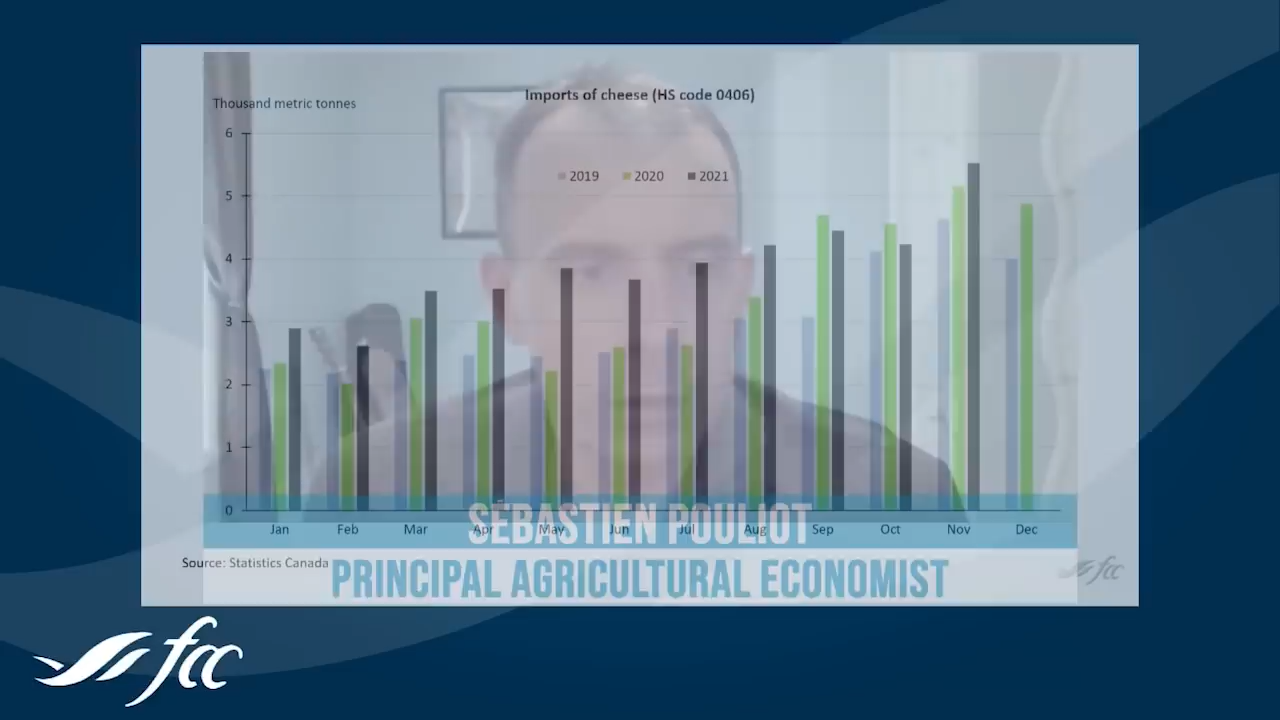 Imports of cheese (HS code 0406)
Thousand metric tonnes
6
2019 2020 2021
5
4
3
2
1
0
Jan Feb Mar Apr May Jun Jul Aug Sep Oct Nov Dec
SÉBASTIEN POULIOT
Source: Statistics Canada
PRINCIPAL AGRICULTURAL ECONOMIST
fcc
fcc